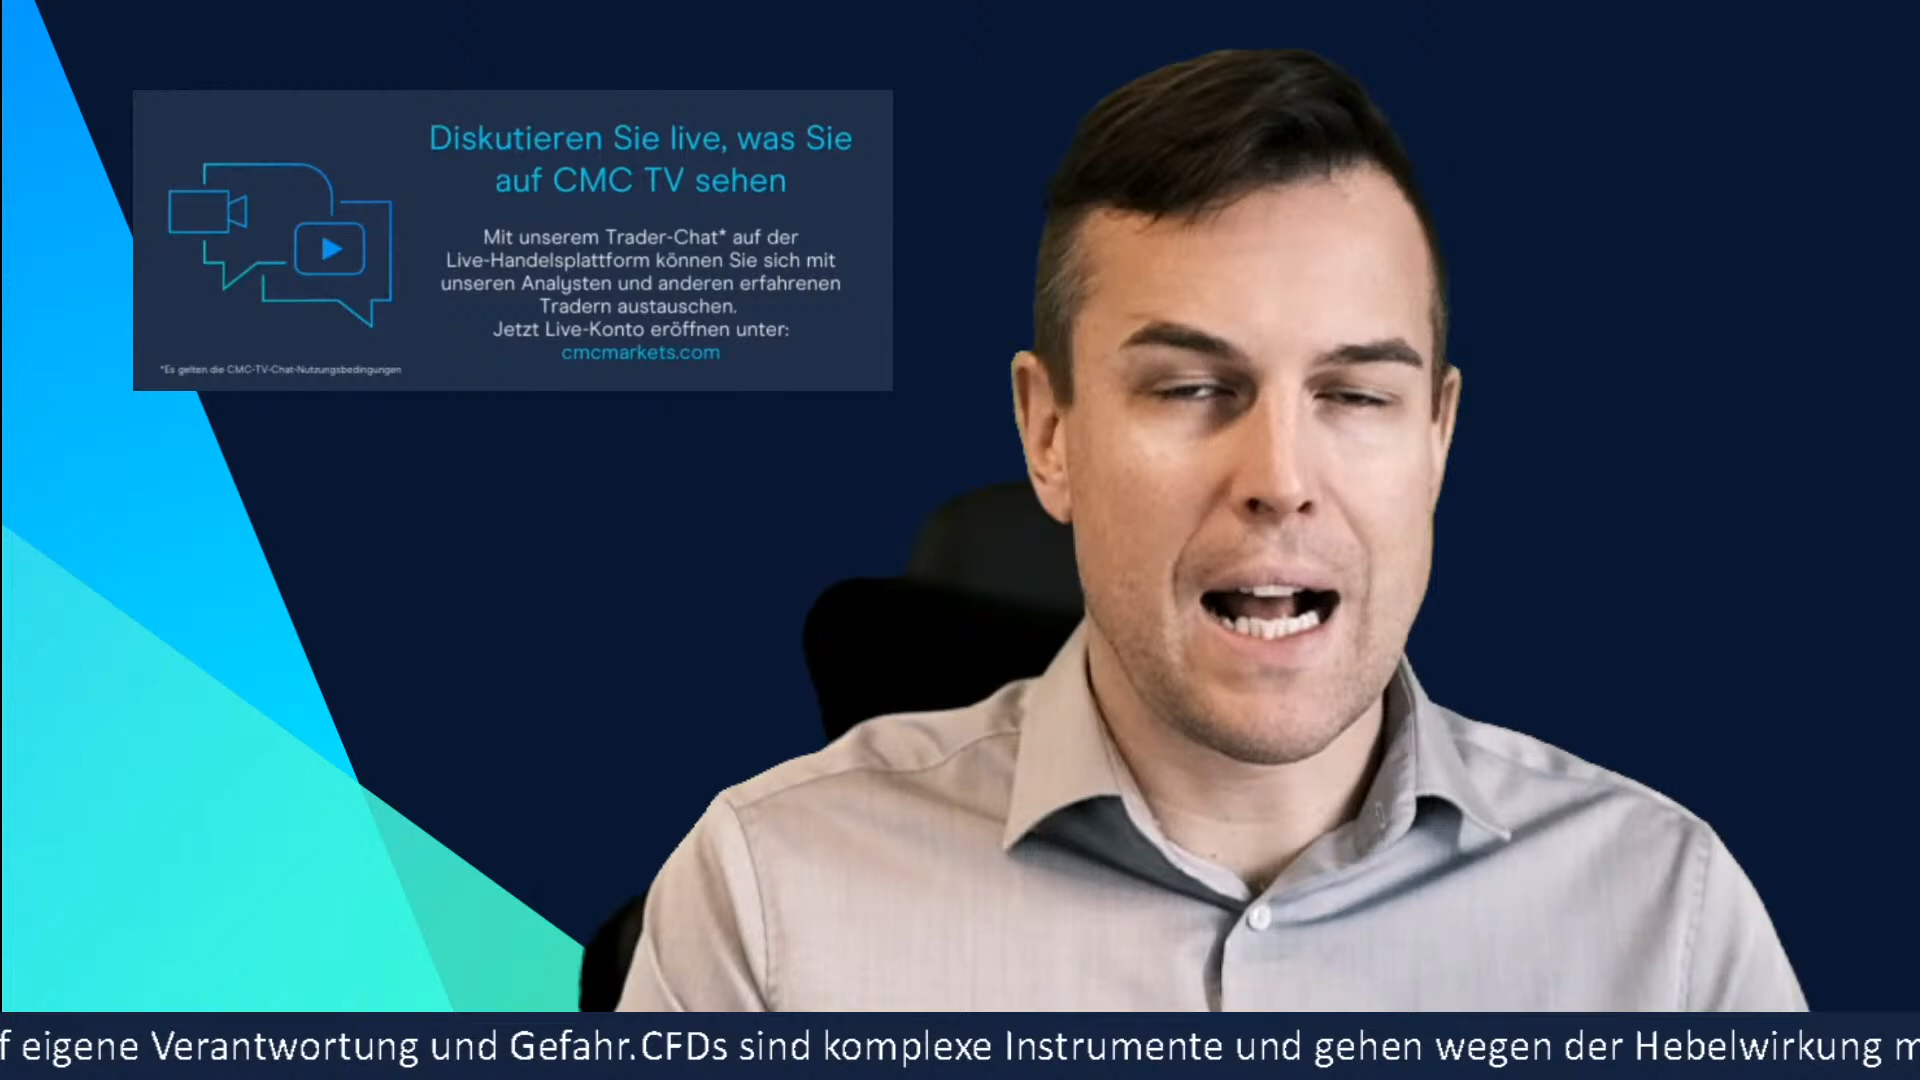 Diskutieren Sie live, was Sie
auf CMC TV sehen
Mit unserem Trader-Chat* auf der
Live-Handelsplattform können Sie sich mit
unseren Analysten und anderen erfahrenen
Tradern austauschen.
Jetzt Live-Konto eröffnen unter:
cmcmarkets.com
*Es gelten die CMC-TV-Chat-Nutzungsbedingungen
f eigene Verantwortung und Gefahr.CFDs sind komplexe Instrumente und gehen wegen der Hebelwirkung m